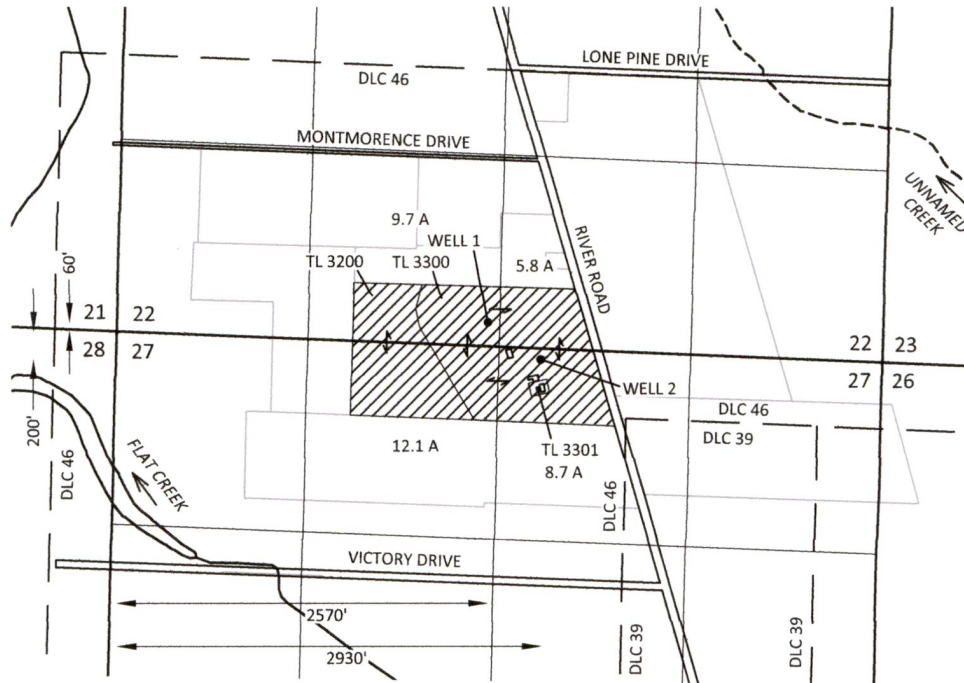 LONE PINE DRIVE
DLC 46
MONTMORENCE DRIVE
UNNAMED
CREEK
9.7 A
WELL 1
TL 3200
TL 3300
5.8 A
RIVER ROAD
60'
21
22
22
23
28
27
27
26
WELL 2
200'
DLC 46
DLC 46
DLC 39
12.1 A
TL 3301
8.7 A
FLAT CREEK
DLC 46
VICTORY DRIVE
2570'
2930'
DLC 39
DLC 39